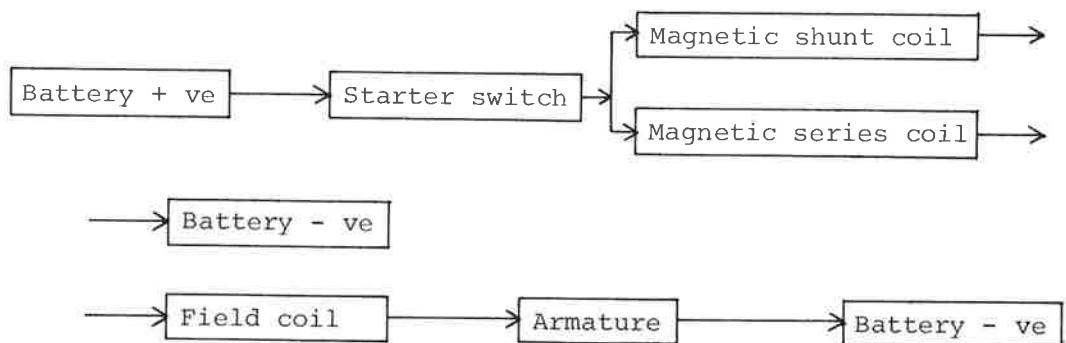 Magnetic shunt coil
Battery + ve
Starter switch
Magnetic series coil
Battery - ve
Field coil
Armature
Battery - ve